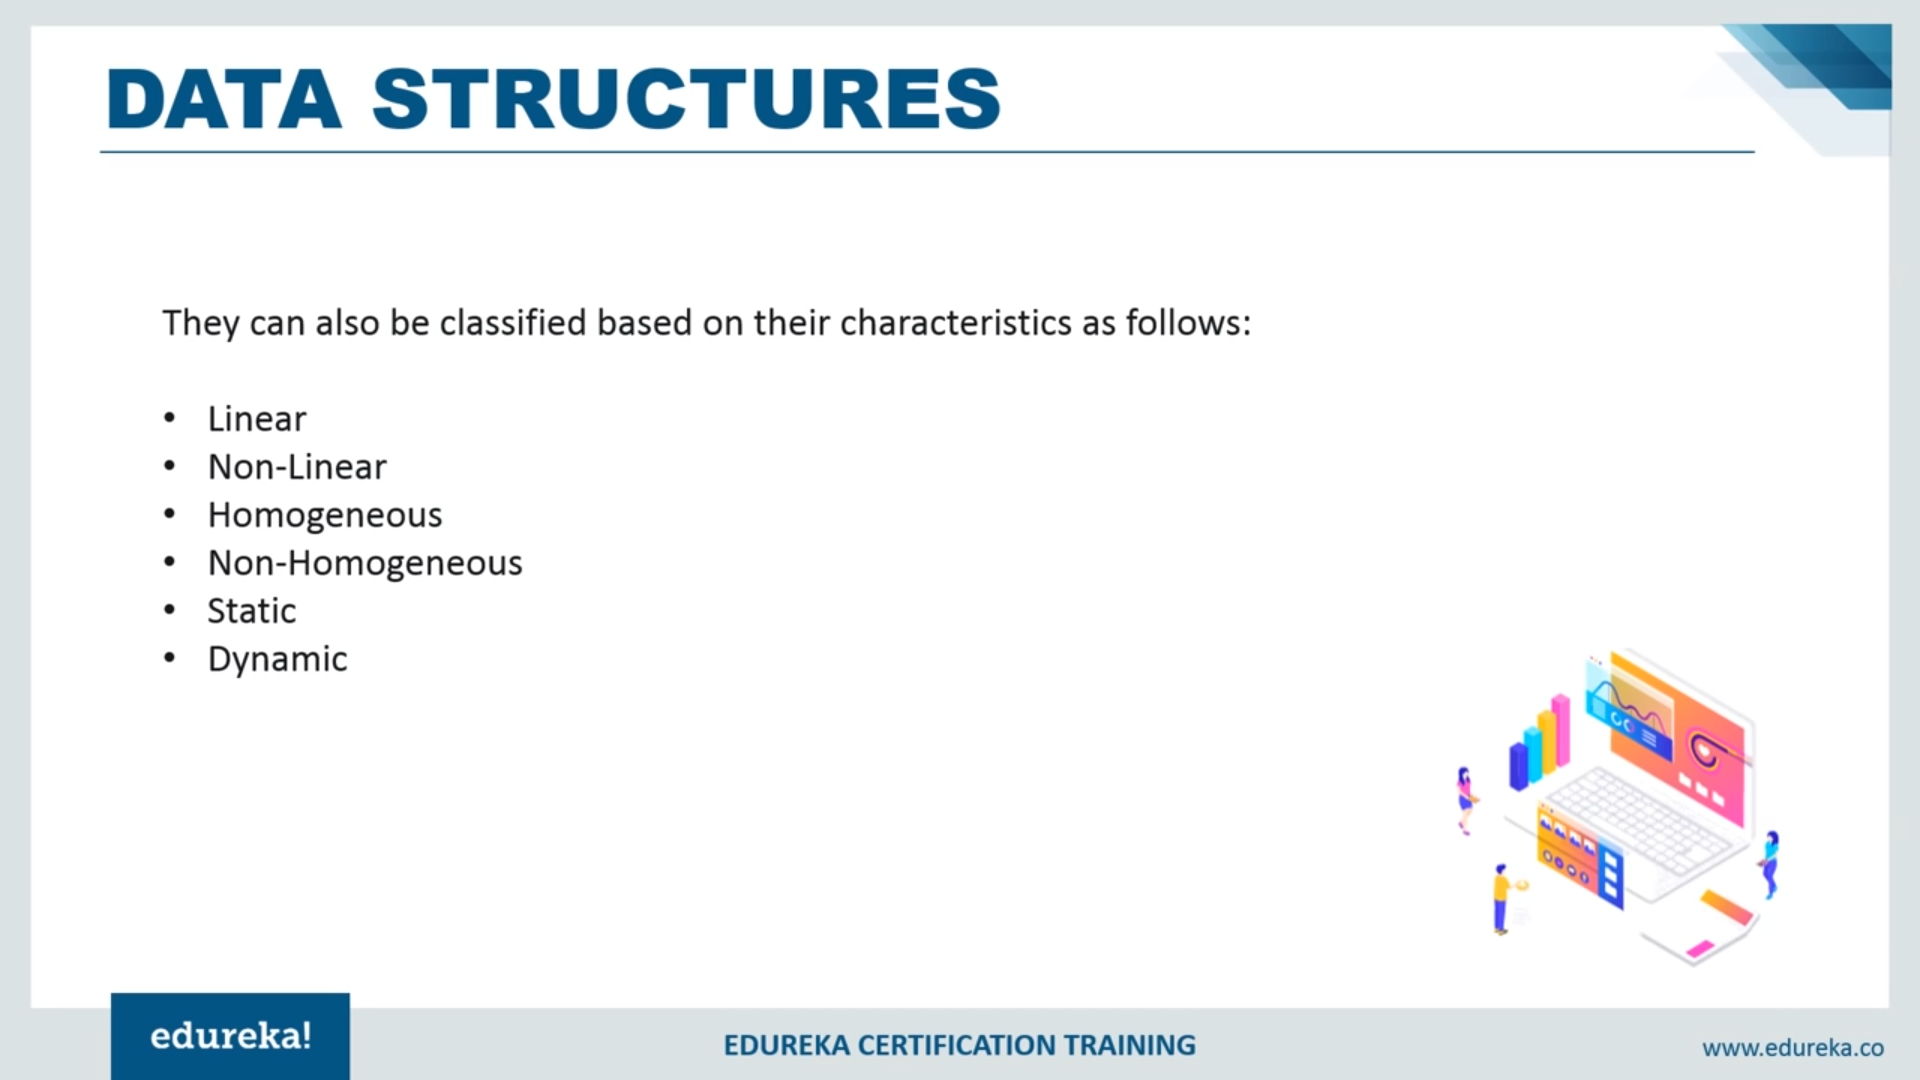 DATA STRUCTURES
They can also be classified based on their characteristics as follows:
• Linear
• Non-Linear
• Homogeneous
• Non-Homogeneous
• Static
• Dynamic
edureka!
EDUREKA CERTIFICATION TRAINING
www.edureka.co